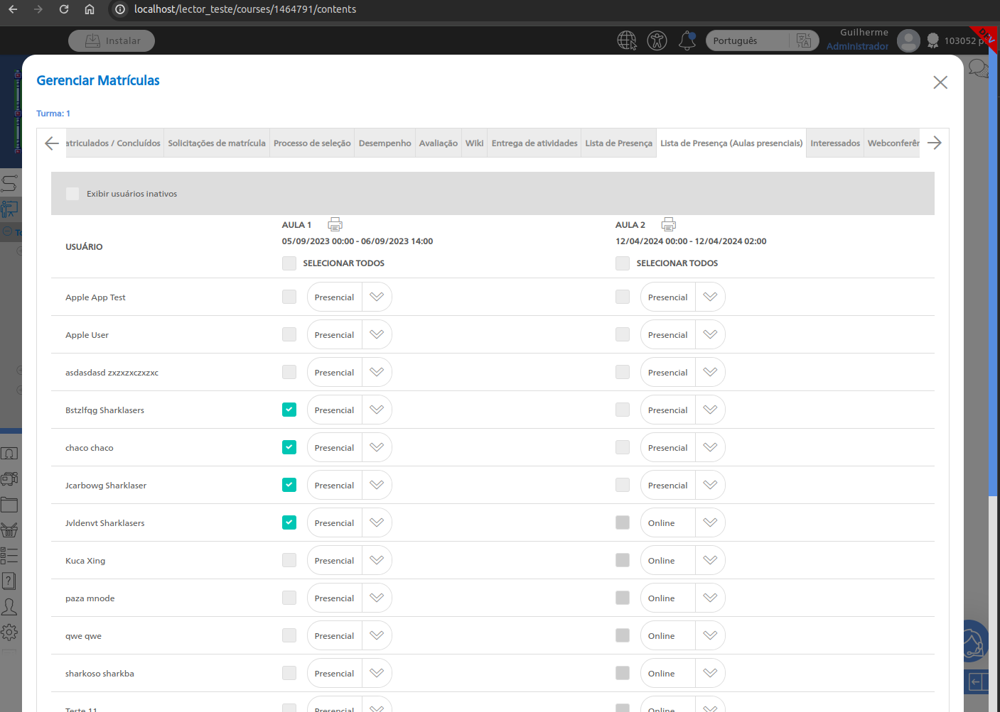 localhost/lector_teste/courses/1464791/contents
Instalar
Português
Guilherme
Administrador
103052
DEV
Gerenciar Matrículas
Turma: 1
atriculados / Concluídos
Solicitações de matrícula
Processo de seleção
Desempenho
Avaliação
Wiki
Entrega de atividades
Lista de Presença
Lista de Presença (Aulas presenciais)
Interessados
Webconferên
Exibir usuários inativos
USUÁRIO
AULA 1
05/09/2023 00:00 - 06/09/2023 14:00
SELECIONAR TODOS
AULA 2
12/04/2024 00:00 - 12/04/2024 02:00
SELECIONAR TODOS
Apple App Test Presencial Presencial
Apple User Presencial Presencial
asdasdasd zxzxzxczxzxc Presencial Presencial
Bstzlfqg Sharklasers Presencial Presencial
chaco chaco Presencial Presencial
Jcarbowg Sharklaser Presencial Presencial
Jvldenvt Sharklasers Presencial Online
Kuca Xing Presencial Online
paza mnode Presencial Online
qwe qwe Presencial Online
sharkoso sharkba Presencial Online
Teste 11 Presencial Online